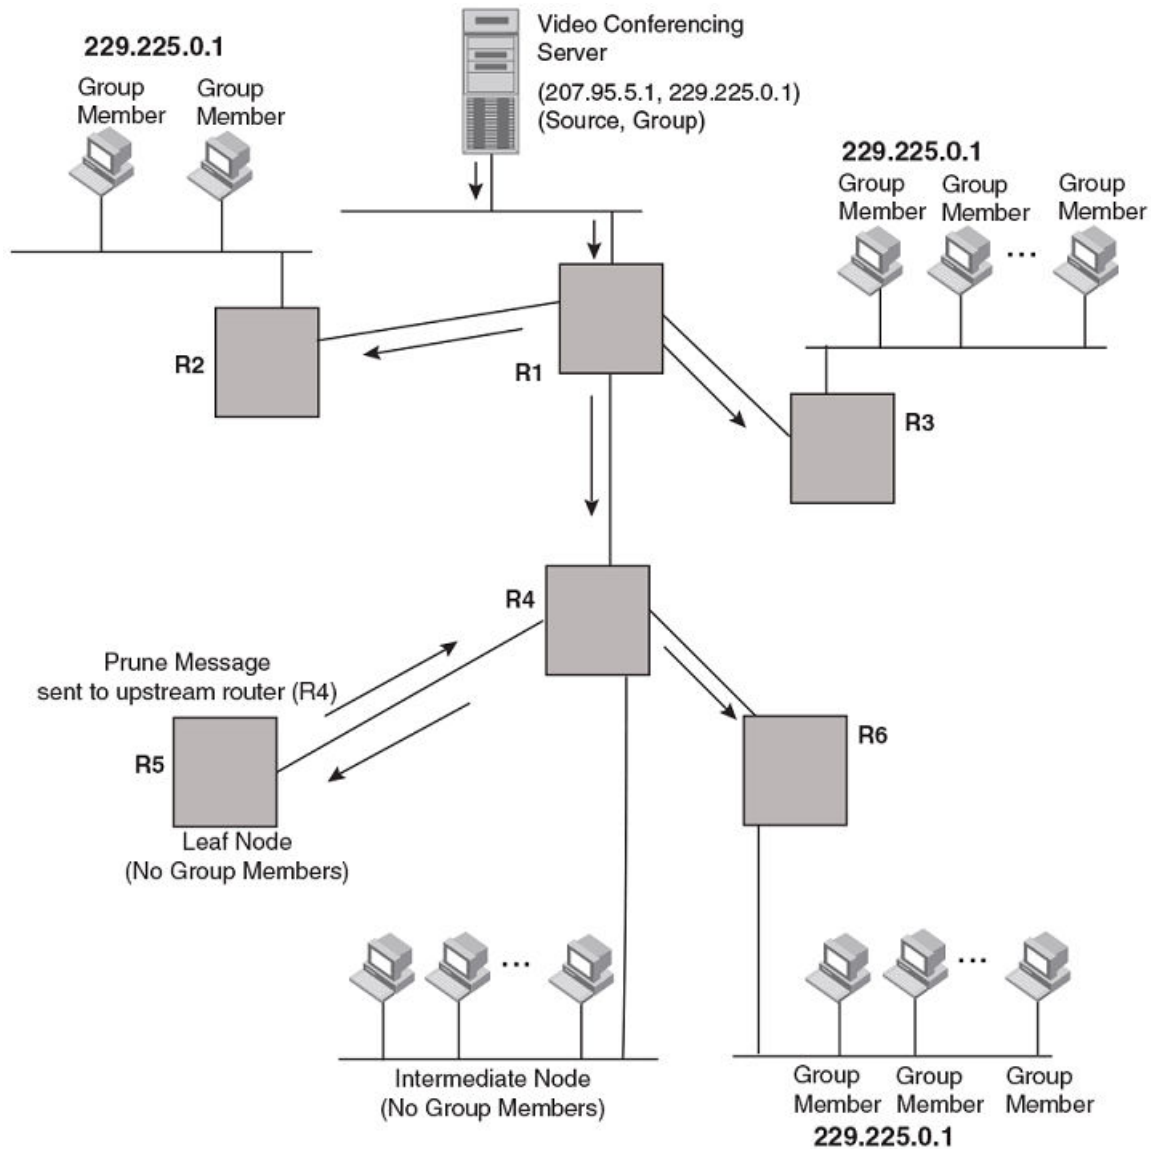 229.225.0.1
Group
Member
Group
Member
Video Conferencing
Server
(207.95.5.1, 229.225.0.1)
(Source, Group)
229.225.0.1
Group
Member
Group
Member
Group
Member
...
R2
R1
R3
R4
Prune Message
sent to upstream router (R4)
R5
Leaf Node
(No Group Members)
R6
...
Intermediate Node
(No Group Members)
...
Group
Member
Group
Member
Group
Member
229.225.0.1